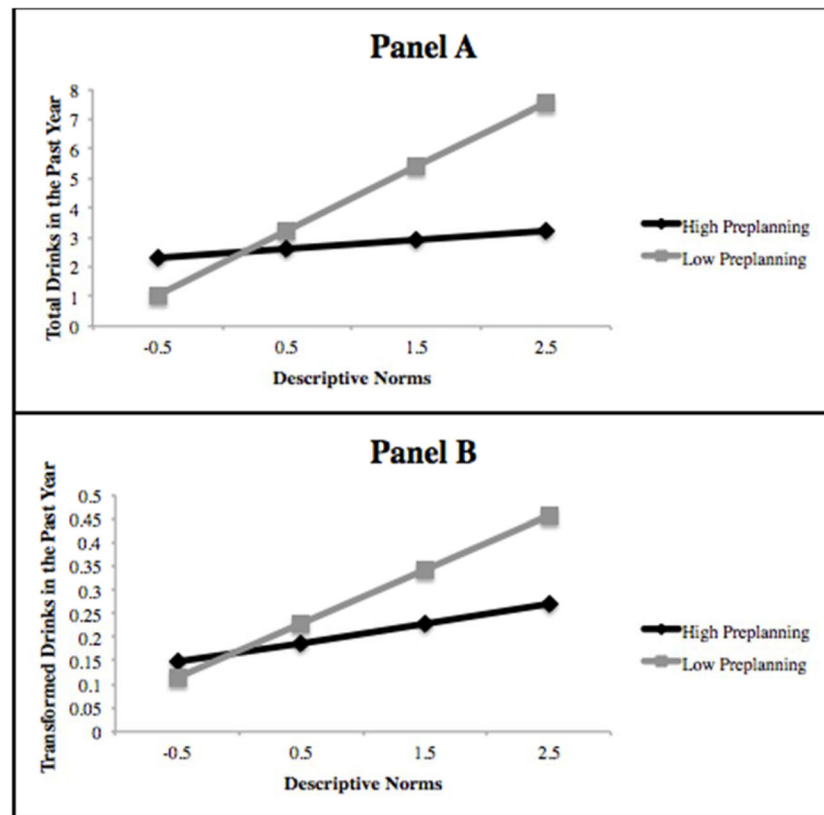 Panel A
Total Drinks in the Past Year
8
7
6
5
4
3
2
1
0
-0.5 0.5 1.5 2.5
Descriptive Norms
High Preplanning
Low Preplanning
Panel B
Transformed Drinks in the Past Year
0.5
0.45
0.4
0.35
0.3
0.25
0.2
0.15
0.1
0.05
0
-0.5 0.5 1.5 2.5
Descriptive Norms
High Preplanning
Low Preplanning